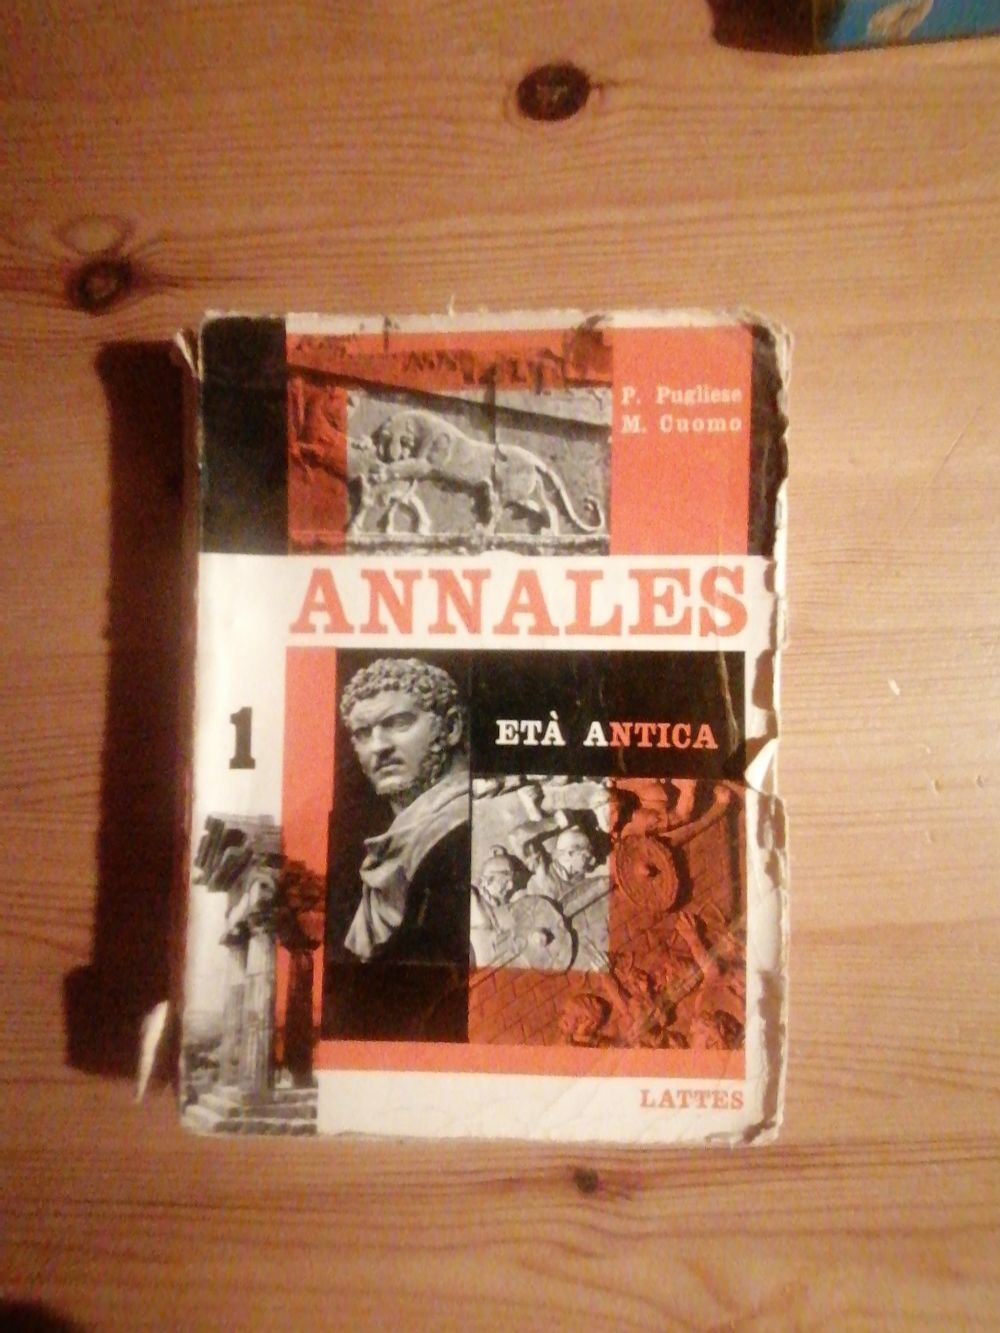 P. Pugliese
M. Cuomo
ANNALES
1
ETÀ ANTICA
LATTES